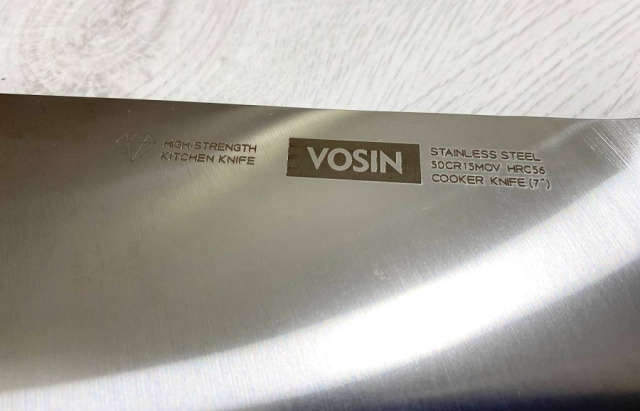 HIGH-STRENGTH
KITCHEN KNIFE
VOSIN
STAINLESS STEEL
50CR15MOV HRC56
COOKER KNIFE (7")